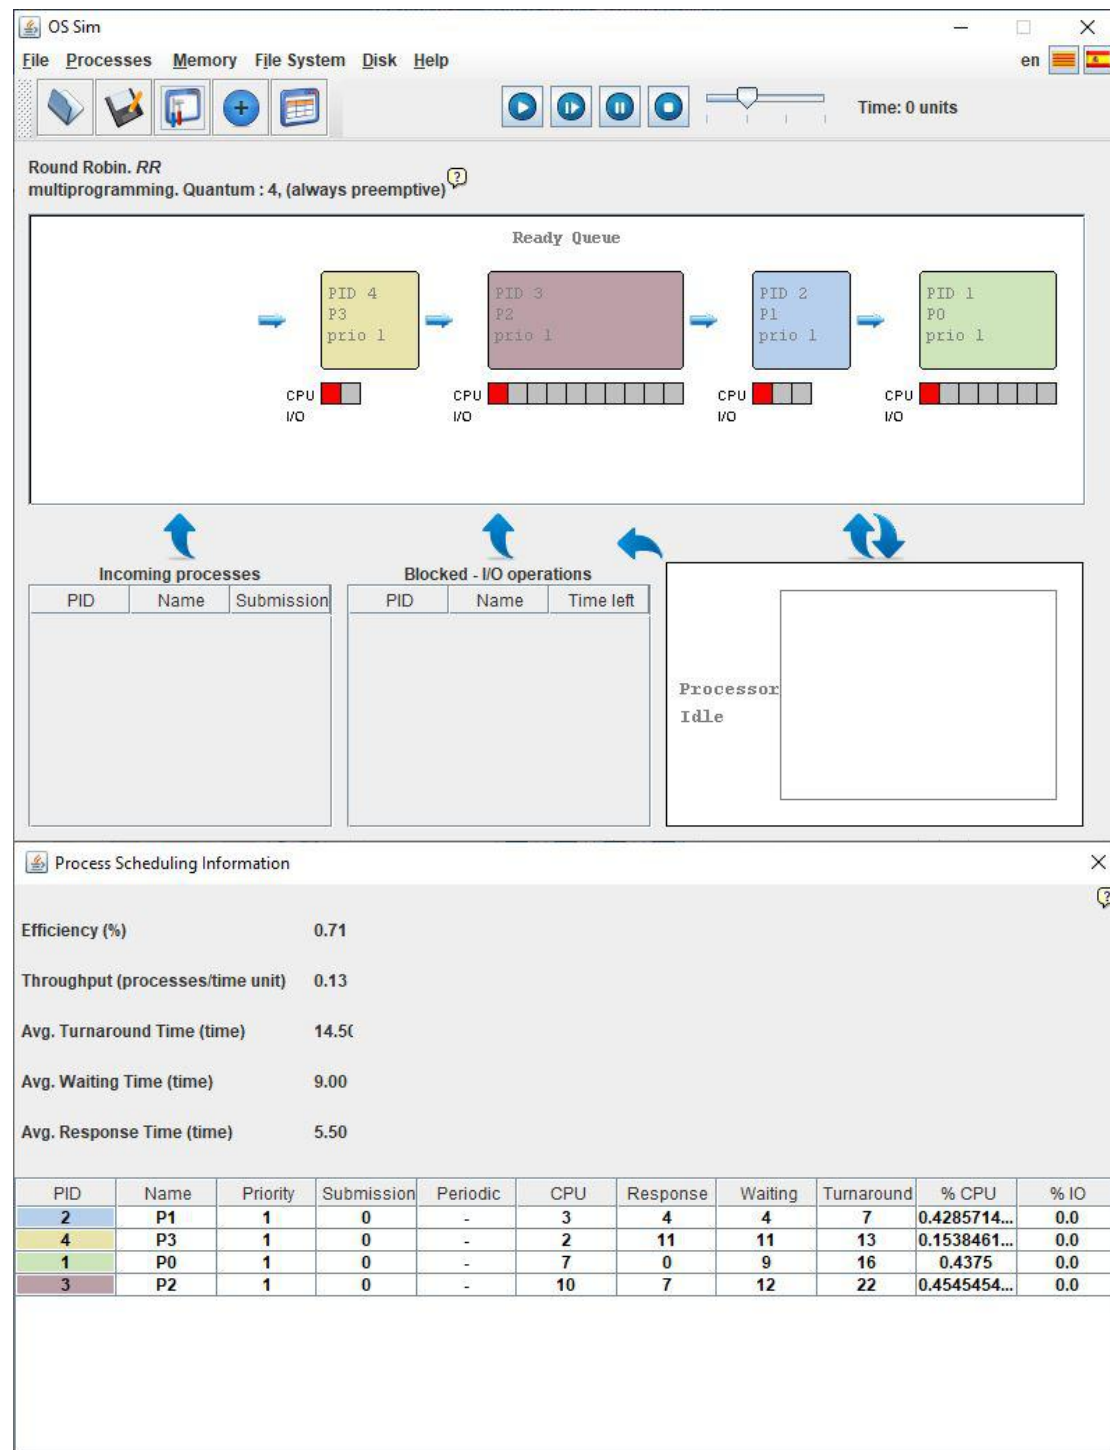 OS Sim
File Processes Memory File System Disk Help en
Time: 0 units
Round Robin. RR
multiprogramming. Quantum : 4, (always preemptive) ?
Ready Queue
PID 4 PID 3 PID 2 PID 1
P3 P2 P1 P0
prio 1 prio 1 prio 1 prio 1
CPU CPU CPU CPU
I/O I/O I/O I/O
Incoming processes Blocked - I/O operations
PID Name Submission PID Name Time left
Processor
Idle
Process Scheduling Information
?
Efficiency (%) 0.71
Throughput (processes/time unit) 0.13
Avg. Turnaround Time (time) 14.50
Avg. Waiting Time (time) 9.00
Avg. Response Time (time) 5.50
PID Name Priority Submission Periodic CPU Response Waiting Turnaround % CPU % IO
2 P1 1 0 - 3 4 4 7 0.4285714... 0.0
4 P3 1 0 - 2 11 11 13 0.1538461... 0.0
1 P0 1 0 - 7 0 9 16 0.4375 0.0
3 P2 1 0 - 10 7 12 22 0.4545454... 0.0